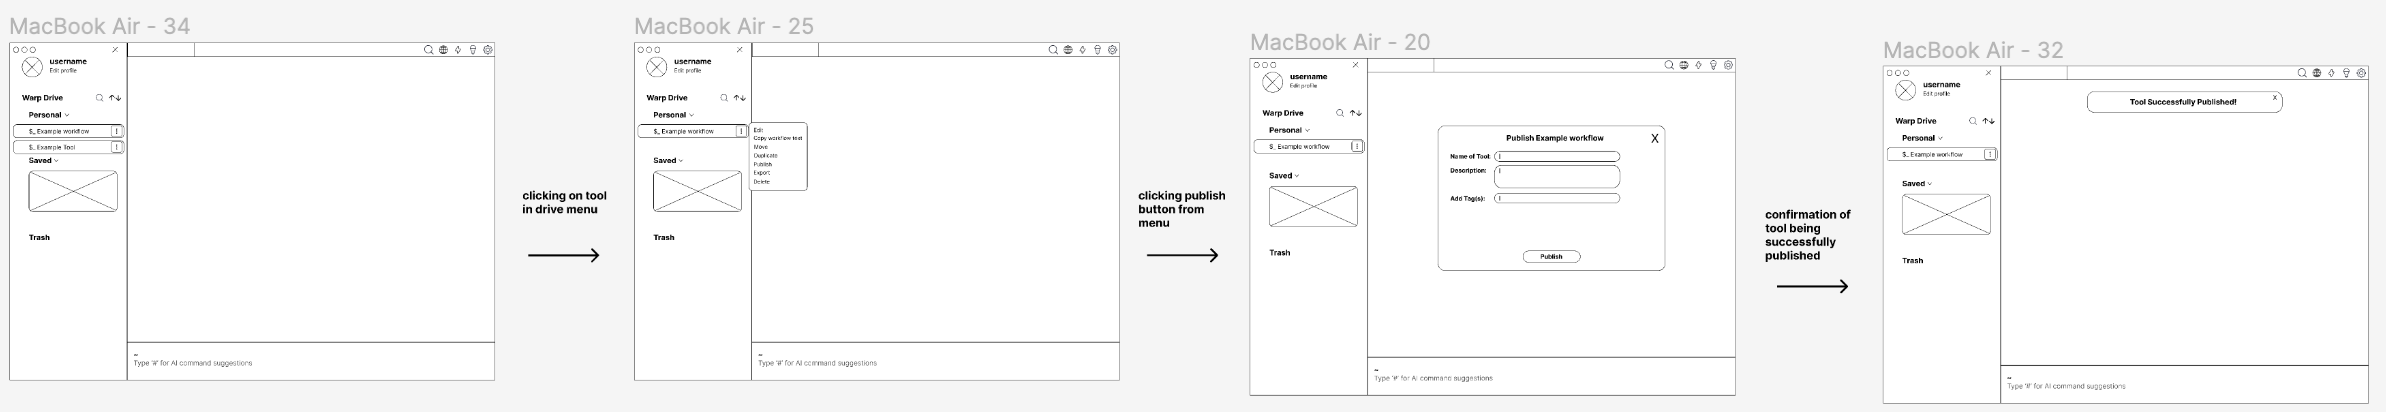 MacBook Air - 34
username
Edit profile
Warp Drive
Personal
$_ Example workflow
$_ Example Tool
Saved
Trash
~
Type '#' for AI command suggestions
clicking on tool
in drive menu
MacBook Air - 25
username
Edit profile
Warp Drive
Personal
$_ Example workflow
Edit
Copy workflow text
Move
Duplicate
Publish
Export
Delete
Saved
Trash
~
Type '#' for AI command suggestions
clicking publish
button from
menu
MacBook Air - 20
username
Edit profile
Warp Drive
Personal
$_ Example workflow
Saved
Trash
Publish Example workflow X
Name of Tool:
Description:
Add Tag(s):
Publish
~
Type '#' for AI command suggestions
confirmation of
tool being
successfully
published
MacBook Air - 32
username
Edit profile
Warp Drive
Personal
$_ Example workflow
Saved
Trash
Tool Successfully Published! X
~
Type '#' for AI command suggestions